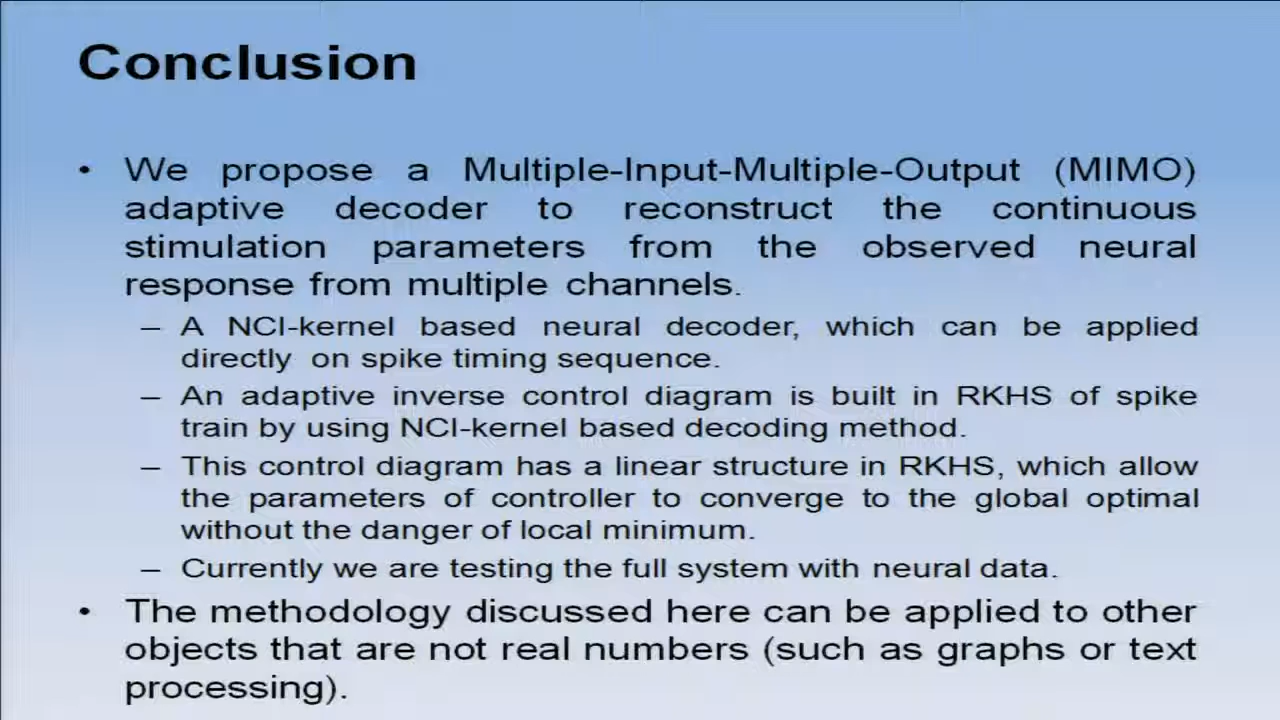 Conclusion
• We propose a Multiple-Input-Multiple-Output (MIMO)
adaptive decoder to reconstruct the continuous
stimulation parameters from the observed neural
response from multiple channels.
– A NCI-kernel based neural decoder, which can be applied
directly on spike timing sequence.
– An adaptive inverse control diagram is built in RKHS of spike
train by using NCI-kernel based decoding method.
– This control diagram has a linear structure in RKHS, which allow
the parameters of controller to converge to the global optimal
without the danger of local minimum.
– Currently we are testing the full system with neural data.
• The methodology discussed here can be applied to other
objects that are not real numbers (such as graphs or text
processing).